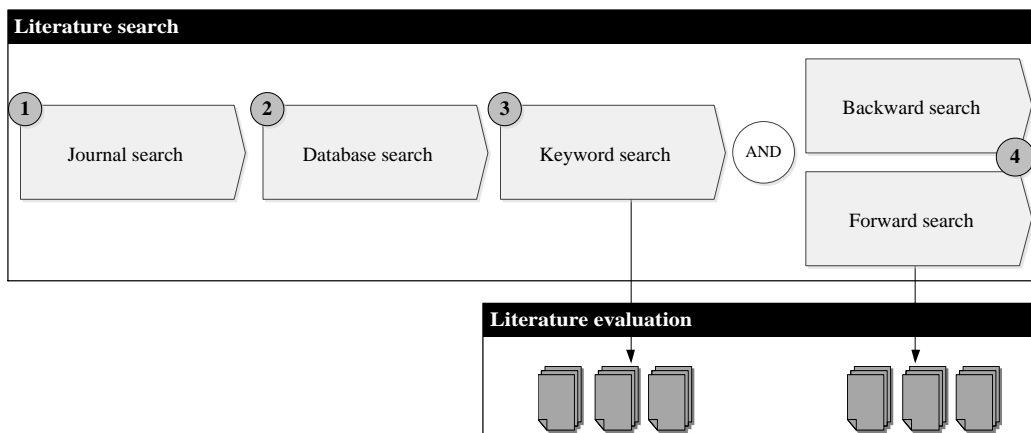 Literature search
1
Journal search
2
Database search
3
Keyword search
AND
Backward search
4
Forward search
Literature evaluation